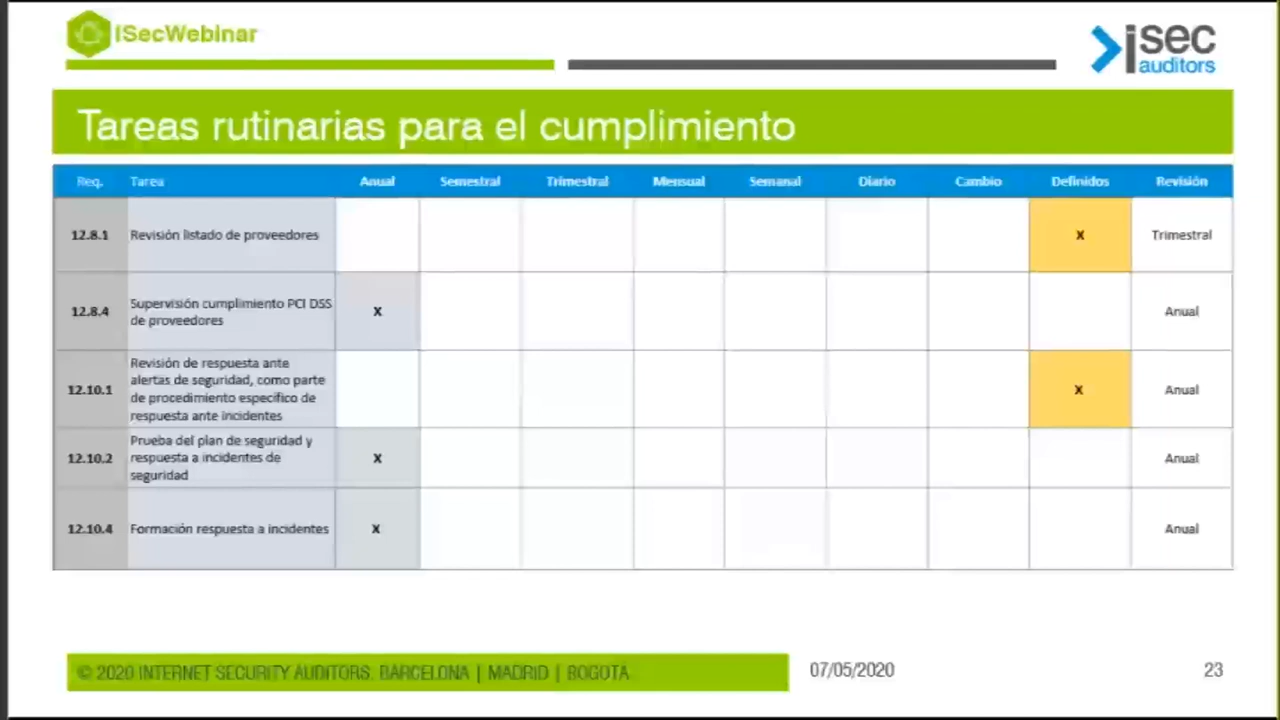 ISecWebinar
isec
auditors
Tareas rutinarias para el cumplimiento
Req. Tarea Anual Semestral Trimestral Mensual Semanal Diario Cambio Definidos Revisión
12.8.1 Revisión listado de proveedores X Trimestral
12.8.4 Supervisión cumplimiento PCI DSS
de proveedores X Anual
12.10.1 Revisión de respuesta ante
alertas de seguridad, como parte
de procedimiento específico de
respuesta ante incidentes X Anual
12.10.2 Prueba del plan de seguridad y
respuesta a incidentes de
seguridad X Anual
12.10.4 Formación respuesta a incidentes X Anual
© 2020 INTERNET SECURITY AUDITORS. BARCELONA | MADRID | BOGOTÁ 07/05/2020 23